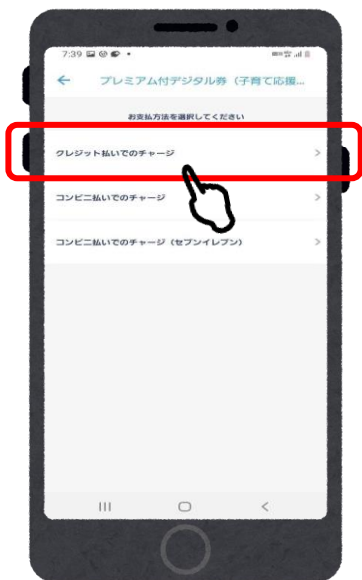 7:39
プレミアム付デジタル券（子育て応援...
お支払方法を選択してください
クレジット払いでのチャージ
コンビニ払いでのチャージ
コンビニ払いでのチャージ（セブンイレブン）